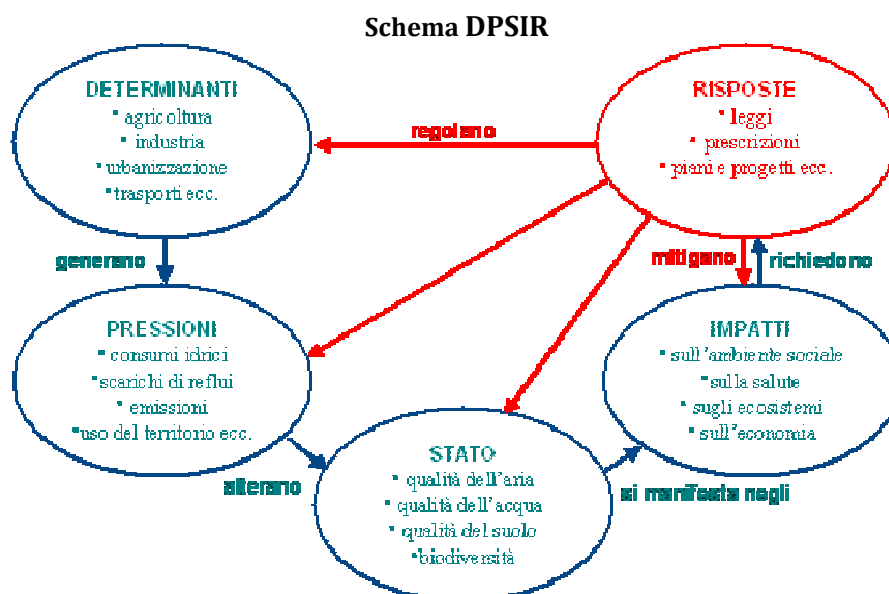 Schema DPSIR
DETERMINANTI
▪ agricoltura
▪ industria
▪ urbanizzazione
▪ trasporti ecc.
RISPOSTE
▪ leggi
▪ prescrizioni
▪ piani e progetti ecc.
regolano
generano
mitigano
richiedono
PRESSIONI
▪ consumi idrici
▪ scarichi di reflui
▪ emissioni
▪ uso del territorio ecc.
IMPATTI
▪ sull'ambiente sociale
▪ sulla salute
▪ sugli ecosistemi
▪ sull'economia
alterano
STATO
▪ qualità dell'aria
▪ qualità dell'acqua
▪ qualità del suolo
▪ biodiversità
si manifesta negli